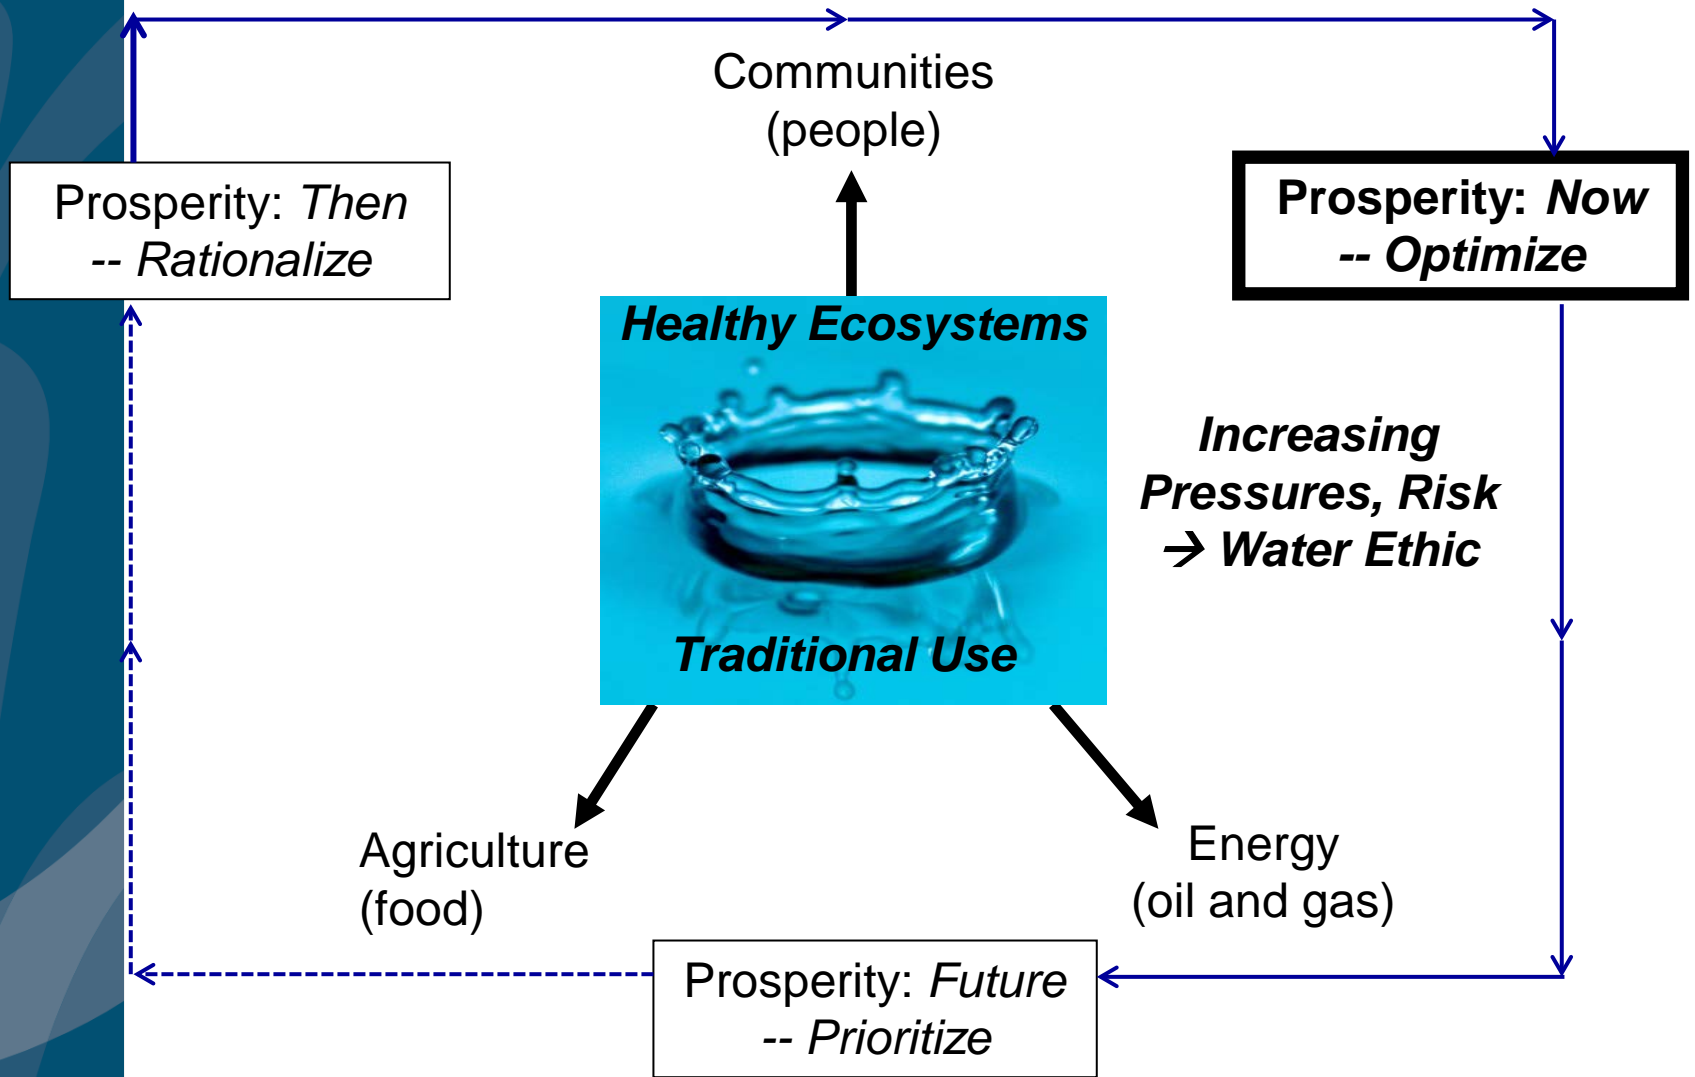 Communities
(people)
Prosperity: Then
-- Rationalize
Prosperity: Now
-- Optimize
Healthy Ecosystems
Increasing
Pressures, Risk
→ Water Ethic
Traditional Use
Agriculture
(food)
Energy
(oil and gas)
Prosperity: Future
-- Prioritize